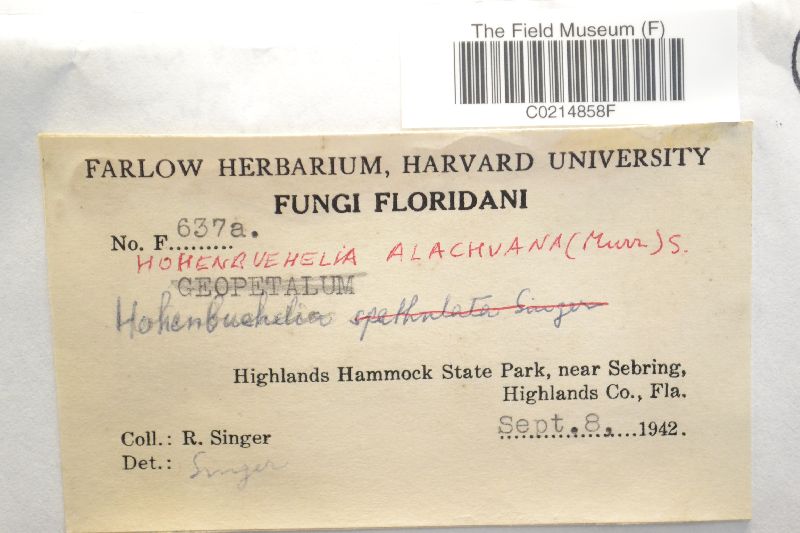 The Field Museum (F)
C0214858F
FARLOW HERBARIUM, HARVARD UNIVERSITY
FUNGI FLORIDANI
No. F 637a.
HOHENBUEHELIA ALACHUANA (Murr.) S.
GEOPETALUM
Hohenbuehelia spathulata Singer
Highlands Hammock State Park, near Sebring,
Highlands Co., Fla.
Sept. 8, 1942.
Coll.: R. Singer
Det.: Singer